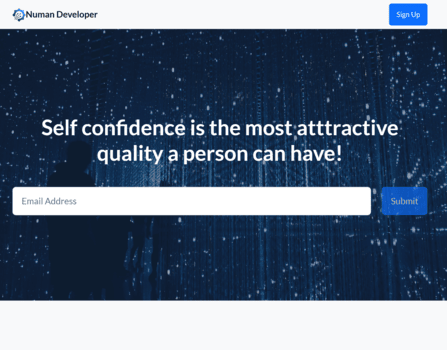 Numan Developer
Sign Up
Self confidence is the most atttractive
quality a person can have!
Email Address
Submit